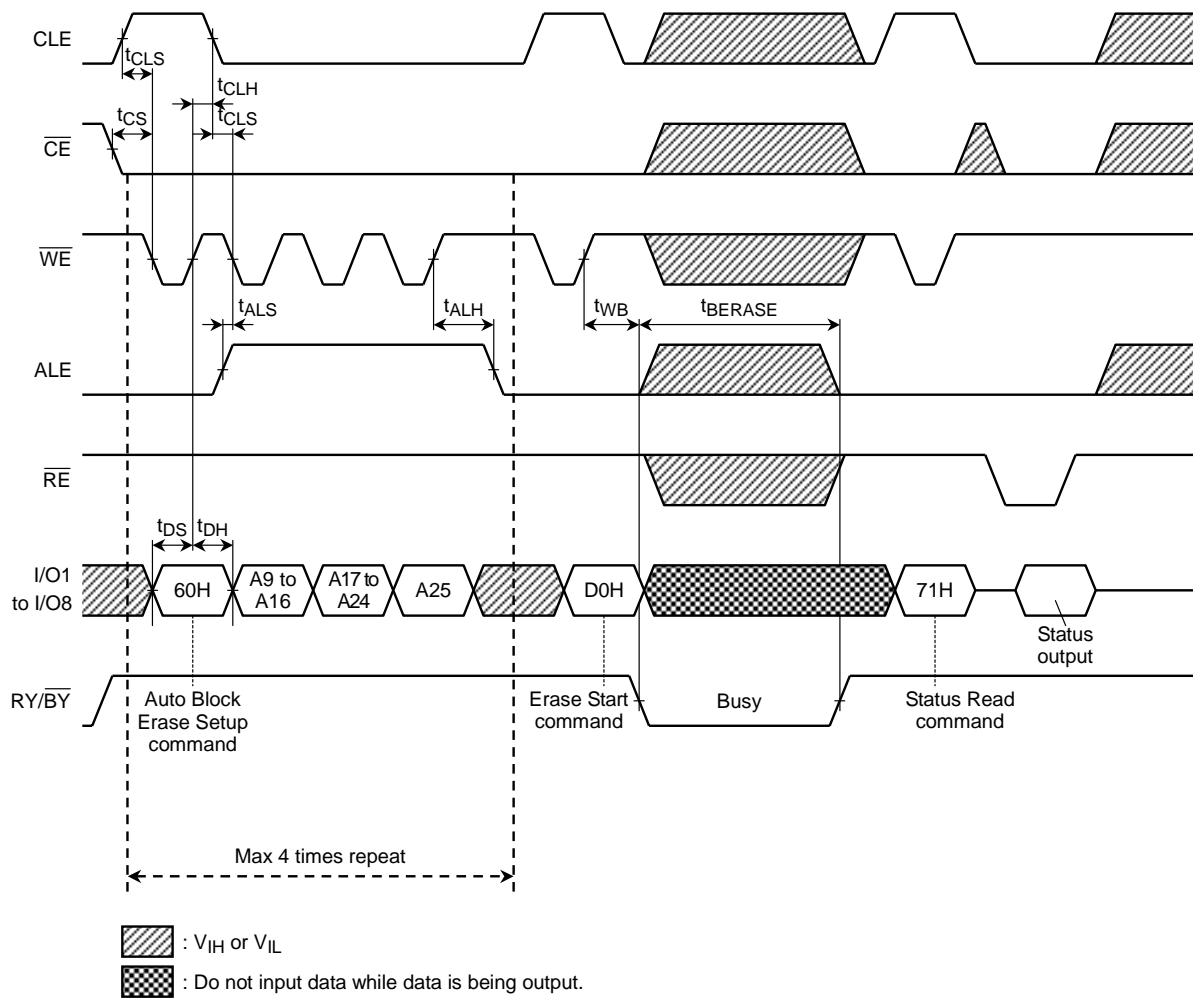 CLE
tCLS
tCLH
tCS
tCLS
CE
WE
tALS
tALH
tWB
tBERASE
ALE
RE
tDS
tDH
I/O1
to I/O8
60H
A9 to
A16
A17 to
A24
A25
D0H
71H
Status
output
RY/BY
Auto Block
Erase Setup
command
Erase Start
command
Busy
Status Read
command
Max 4 times repeat
: VIH or VIL
: Do not input data while data is being output.